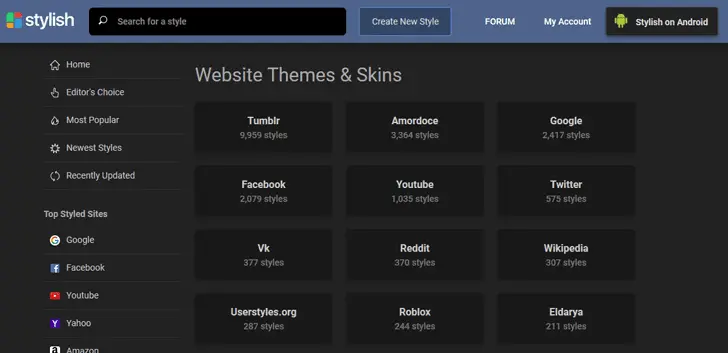 stylish
Search for a style
Create New Style
FORUM
My Account
Stylish on Android
Home
Editor's Choice
Most Popular
Newest Styles
Recently Updated
Top Styled Sites
Google
Facebook
Youtube
Yahoo
Amazon
Website Themes & Skins
Tumblr
9,959 styles
Amordoce
3,364 styles
Google
2,417 styles
Facebook
2,079 styles
Youtube
1,035 styles
Twitter
575 styles
Vk
377 styles
Reddit
370 styles
Wikipedia
307 styles
Userstyles.org
287 styles
Roblox
244 styles
Eldarya
211 styles